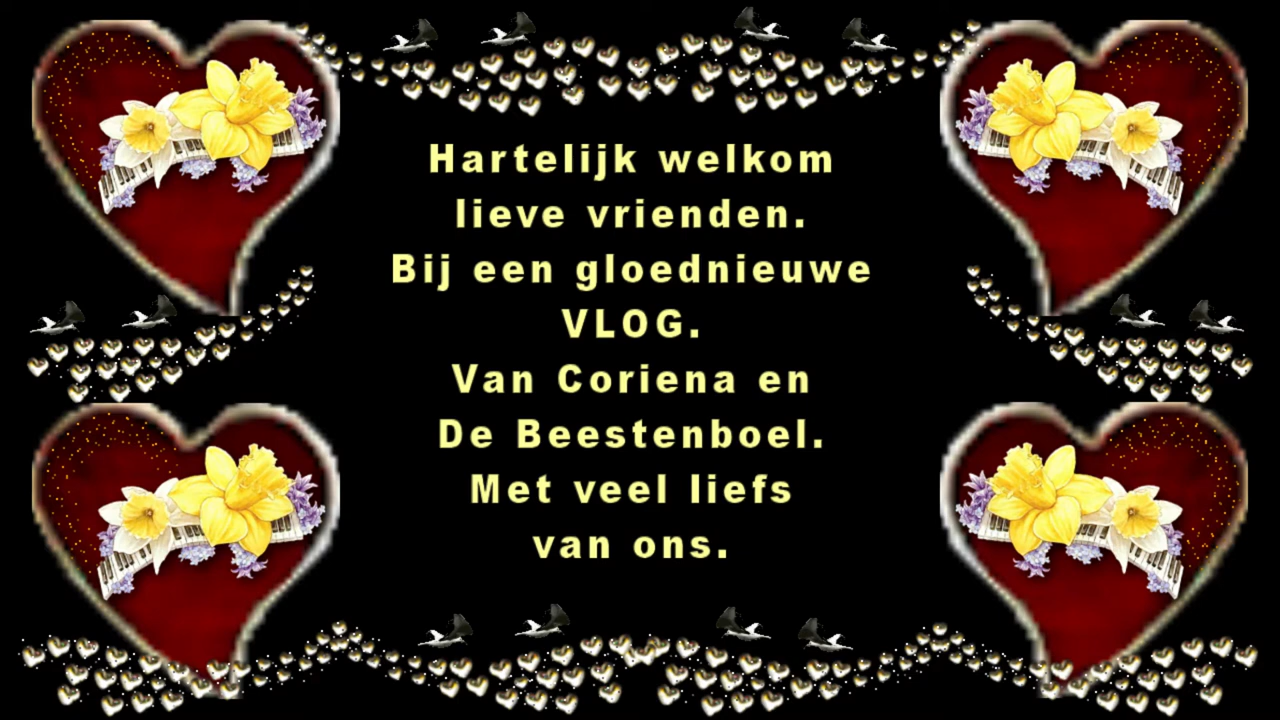 Hartelijk welkom
lieve vrienden.
Bij een gloednieuwe
VLOG.
Van Coriena en
De Beestenboel.
Met veel liefs
van ons.